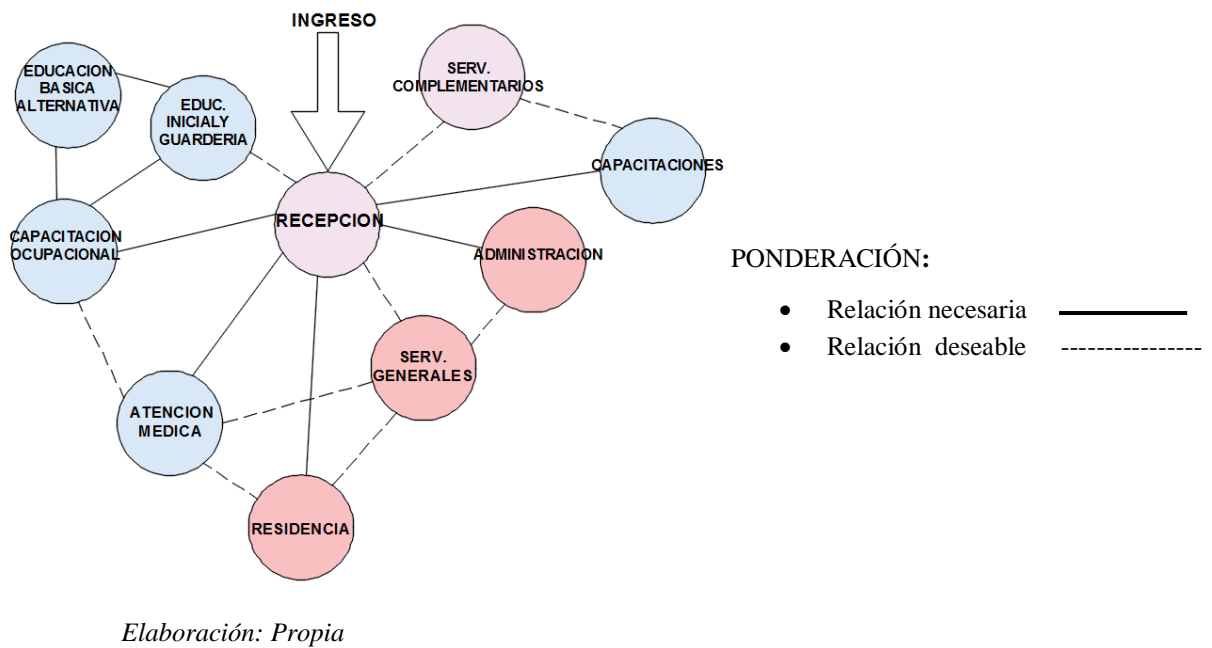 INGRESO
EDUCACION
BASICA
ALTERNATIVA
EDUC.
INICIALY
GUARDERIA
SERV.
COMPLEMENTARIOS
CAPACITACIONES
RECEPCION
CAPACITACION
OCUPACIONAL
ADMINISTRACION
SERV.
GENERALES
ATENCION
MEDICA
RESIDENCIA
PONDERACIÓN:
• Relación necesaria
• Relación deseable
Elaboración: Propia